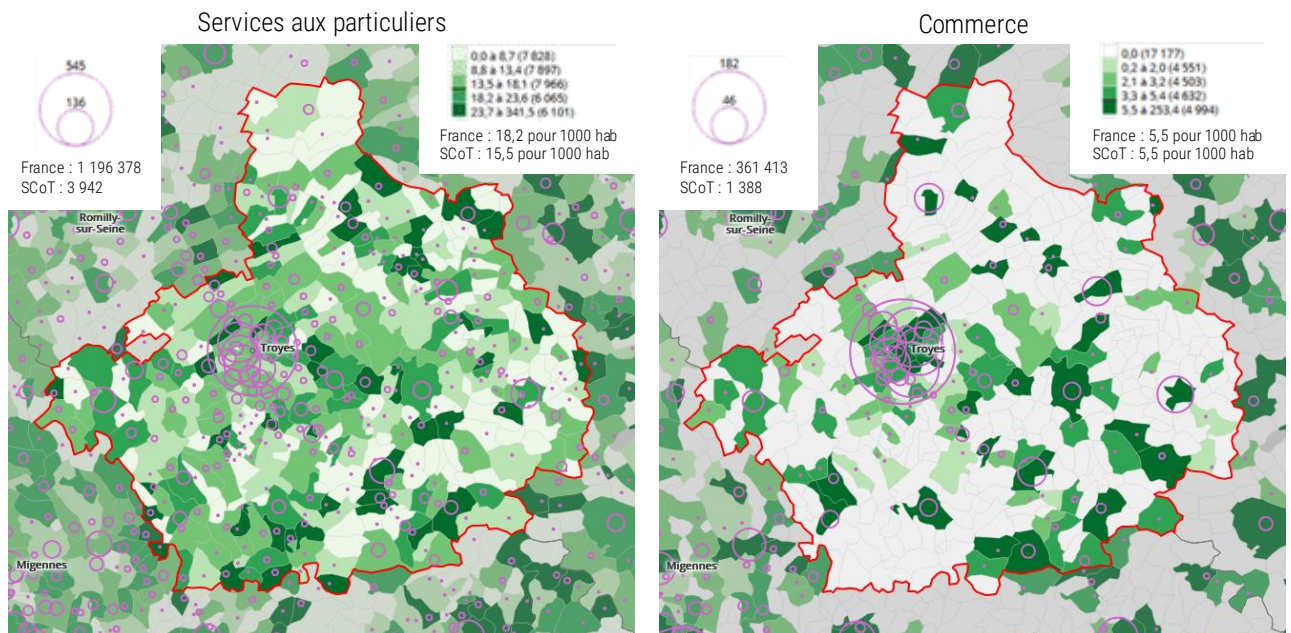 Services aux particuliers
545
136
France : 1 196 378
SCoT : 3 942
0,0 à 8,7 (7 828)
8,8 à 13,4 (7 897)
13,5 à 18,1 (7 966)
18,2 à 23,6 (6 065)
23,7 à 341,5 (6 101)
France : 18,2 pour 1000 hab
SCoT : 15,5 pour 1000 hab
Romilly-
sur-Seine
Troyes
Migennes
Commerce
182
46
France : 361 413
SCoT : 1 388
0,0 (17 177)
0,2 à 2,0 (4 551)
2,1 à 3,2 (4 503)
3,3 à 5,4 (4 632)
5,5 à 253,4 (4 994)
France : 5,5 pour 1000 hab
SCoT : 5,5 pour 1000 hab
Romilly-
sur-Seine
Troyes
Migennes